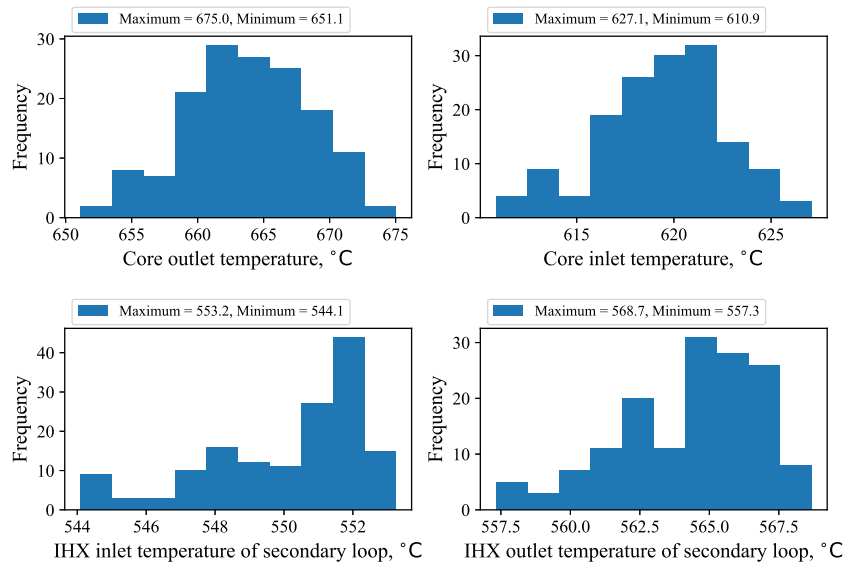 Maximum = 675.0, Minimum = 651.1
30
20
10
0
Frequency
650 655 660 665 670 675
Core outlet temperature, °C
Maximum = 627.1, Minimum = 610.9
30
20
10
0
Frequency
615 620 625
Core inlet temperature, °C
Maximum = 553.2, Minimum = 544.1
40
30
20
10
0
Frequency
544 546 548 550 552
IHX inlet temperature of secondary loop, °C
Maximum = 568.7, Minimum = 557.3
30
20
10
0
Frequency
557.5 560.0 562.5 565.0 567.5
IHX outlet temperature of secondary loop, °C